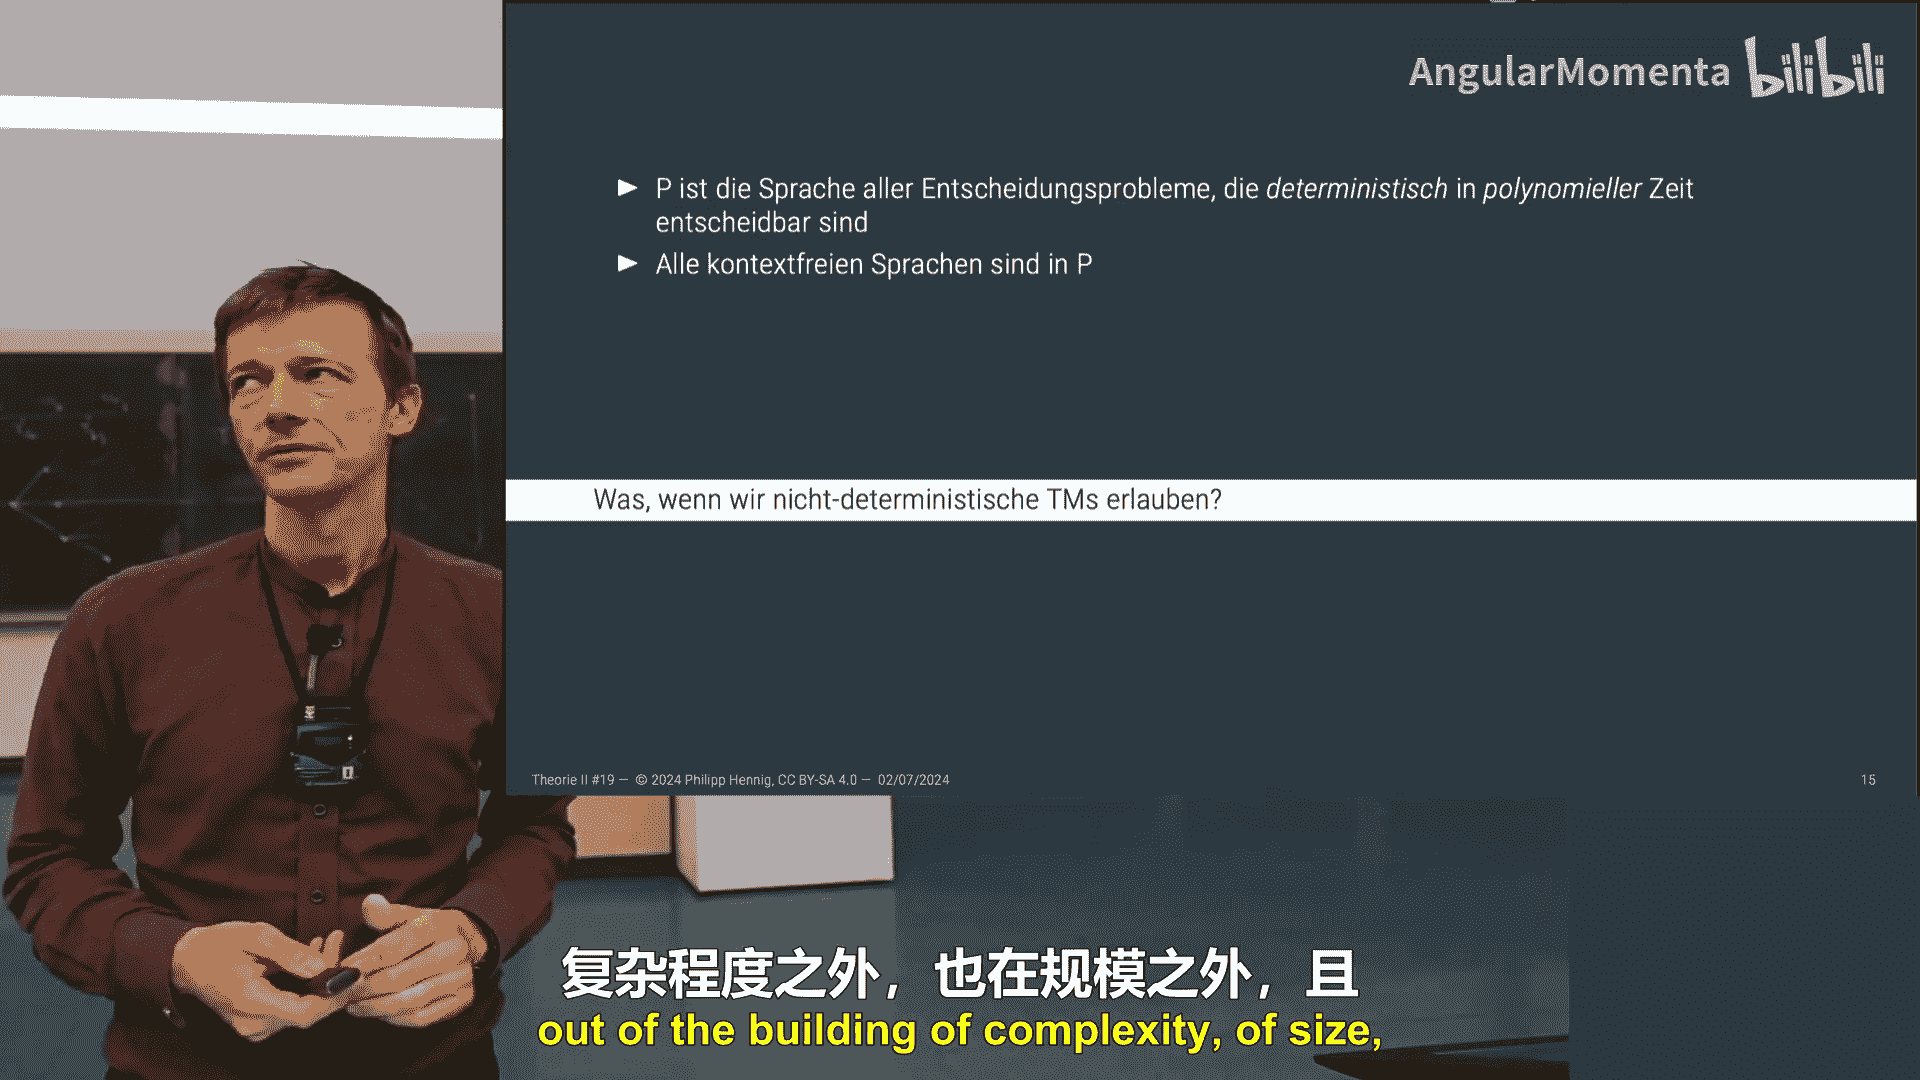 AngularMomenta bilibili
► P ist die Sprache aller Entscheidungsprobleme, die deterministisch in polynomieller Zeit
entscheidbar sind
► Alle kontextfreien Sprachen sind in P
Was, wenn wir nicht-deterministische TMs erlauben?
Theorie II #19 — © 2024 Philipp Hennig, CC BY-SA 4.0 — 02/07/2024
15
复杂程度之外，也在规模之外，且
out of the building of complexity, of size,